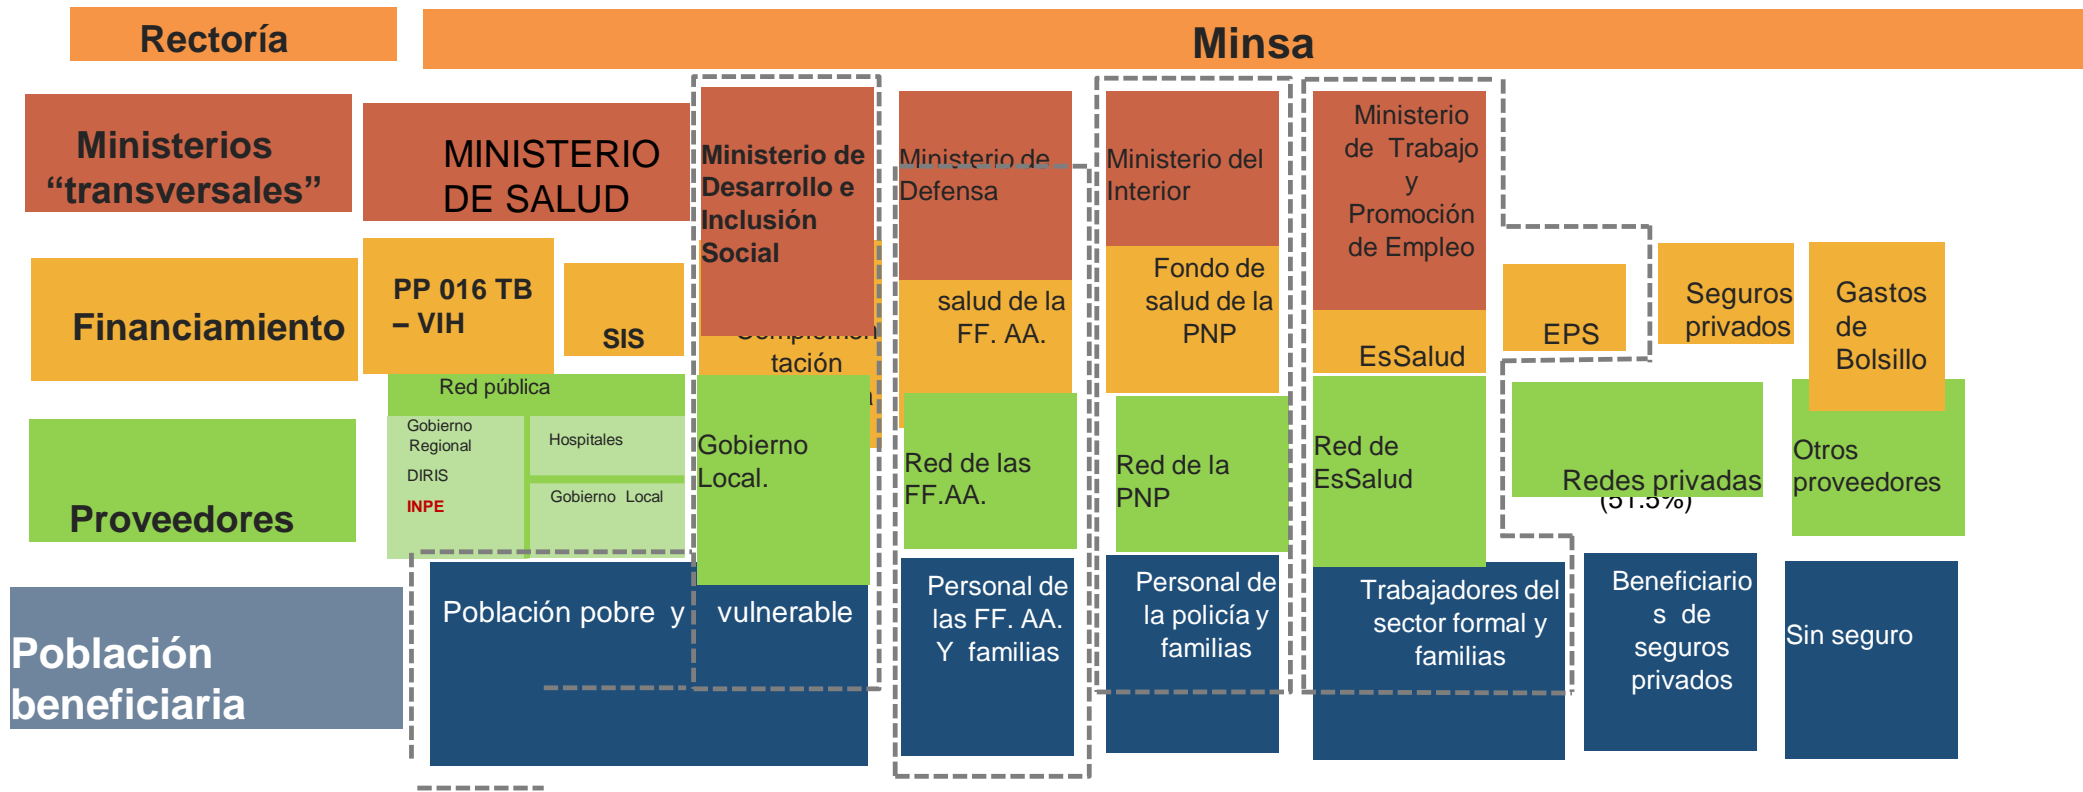 Rectoría
Minsa
Ministerios
“transversales”
MINISTERIO
DE SALUD
Ministerio de
Desarrollo e
Inclusión
Social
Ministerio de
Defensa
Ministerio del
Interior
Ministerio
de Trabajo
y
Promoción
de Empleo
Financiamiento
PP 016 TB
– VIH
SIS
tación
salud de la
FF. AA.
Fondo de
salud de la
PNP
EsSalud
EPS
Seguros
privados
Gastos
de
Bolsillo
Proveedores
Red pública
Gobierno
Regional
DIRIS
INPE
Hospitales
Gobierno Local
Gobierno
Local.
Red de las
FF.AA.
Red de la
PNP
Red de
EsSalud
Redes privadas
(51.5%)
Otros
proveedores
Población
beneficiaria
Población pobre y vulnerable
Personal de
las FF. AA.
Y familias
Personal de
la policía y
familias
Trabajadores del
sector formal y
familias
Beneficiario
s de
seguros
privados
Sin seguro